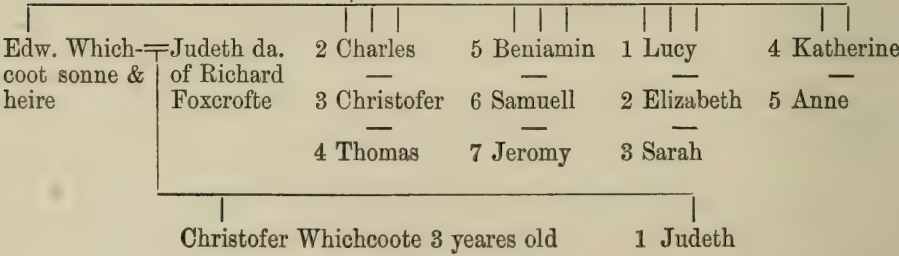 Edw. Which-
coot sonne &
heire
Judeth da.
of Richard
Foxcrofte
2 Charles
3 Christofer
4 Thomas
5 Beniamin
6 Samuell
7 Jeromy
1 Lucy
2 Elizabeth
3 Sarah
4 Katherine
5 Anne
Christofer Whichcoote 3 yeares old
1 Judeth